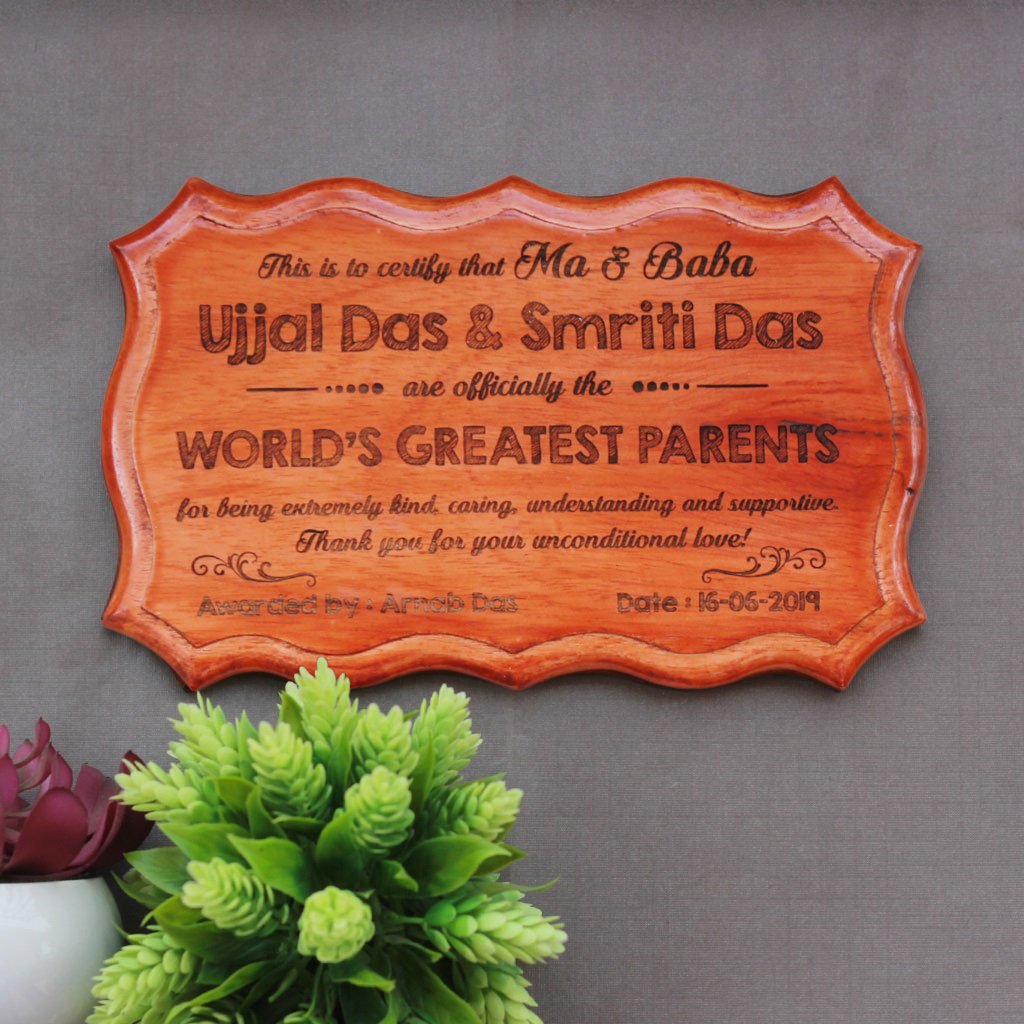 This is to certify that Ma & Baba
Ujjal Das & Smriti Das
are officially the
WORLD'S GREATEST PARENTS
for being extremely kind, caring, understanding and supportive.
Thank you for your unconditional love!
Awarded by : Arnab Das Date : 16-06-2019